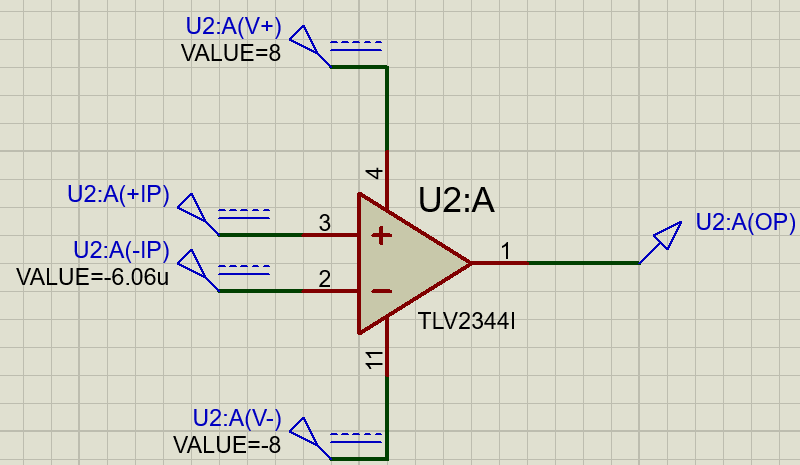 U2:A(V+)
VALUE=8
4
U2:A(+IP)
3
U2:A
U2:A(OP)
U2:A(-IP)
VALUE=-6.06u
2
1
TLV2344I
11
U2:A(V-)
VALUE=-8